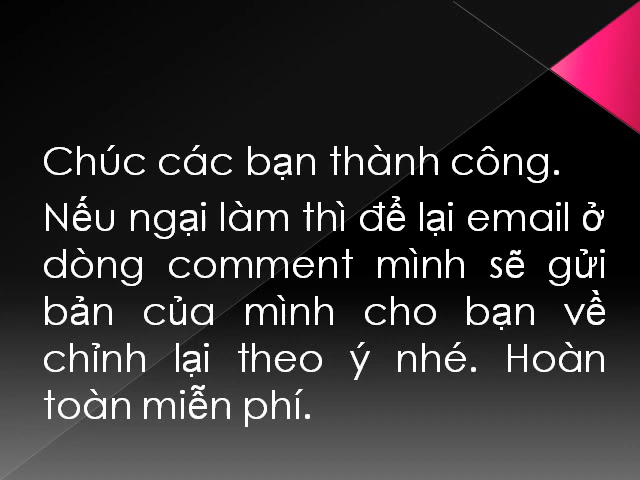 Chúc các bạn thành công.
Nếu ngại làm thì để lại email ở
dòng comment mình sẽ gửi
bản của mình cho bạn về
chỉnh lại theo ý nhé. Hoàn
toàn miễn phí.